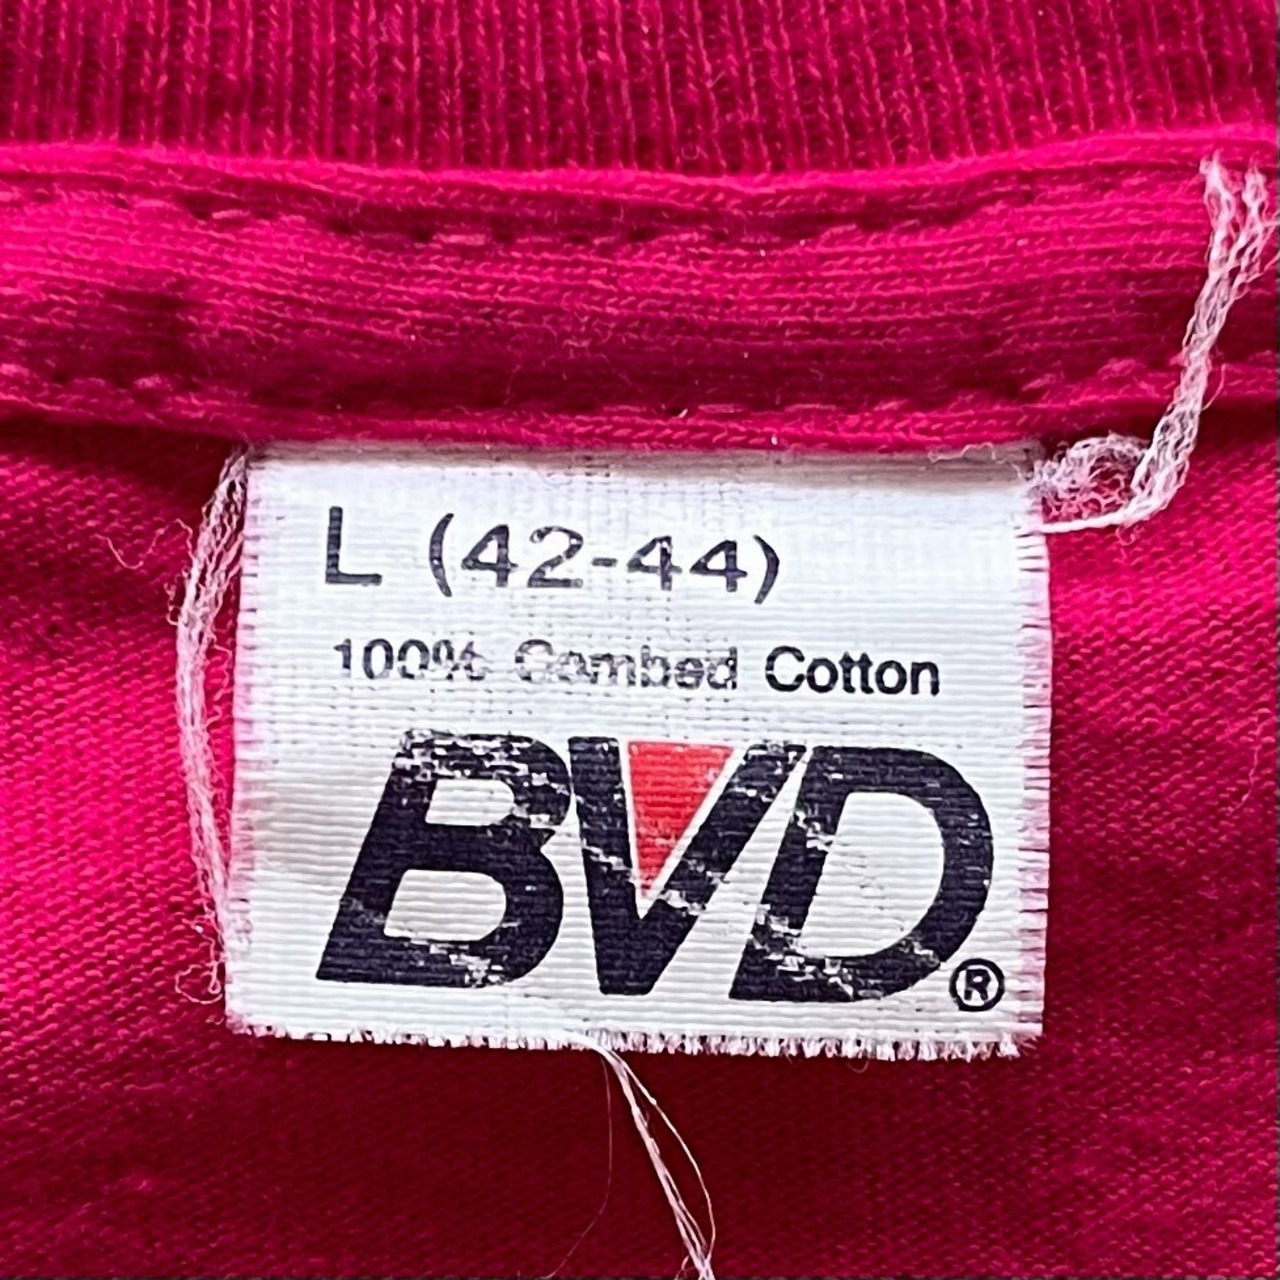 L (42-44)
100% Combed Cotton
BVD®